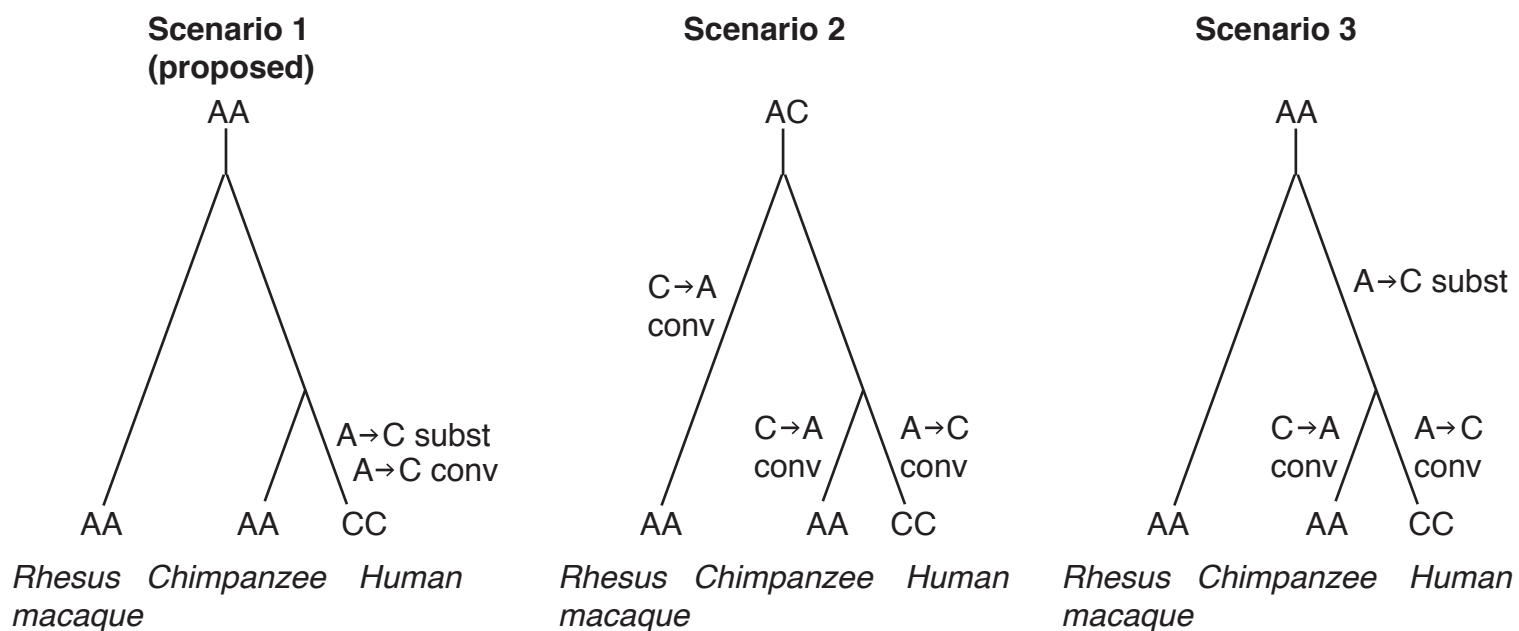 Scenario 1
(proposed)
AA
A→C subst
A→C conv
AA
AA
CC
Rhesus
macaque
Chimpanzee
Human
Scenario 2
AC
C→A
conv
C→A
conv
A→C
conv
AA
AA
CC
Rhesus
macaque
Chimpanzee
Human
Scenario 3
AA
A→C subst
C→A
conv
A→C
conv
AA
AA
CC
Rhesus
macaque
Chimpanzee
Human